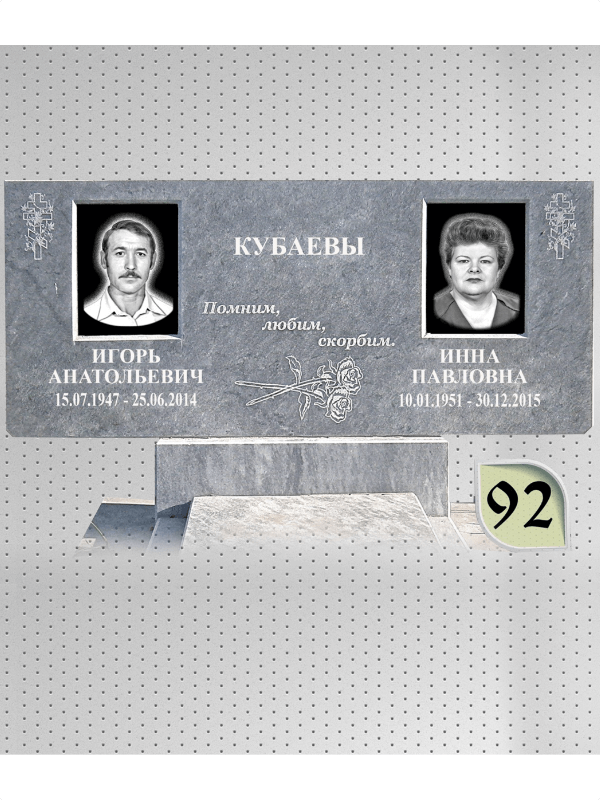 КУБАЕВЫ
Помним,
любим,
скорбим.
ИГОРЬ
АНАТОЛЬЕВИЧ
15.07.1947 - 25.06.2014
ИННА
ПАВЛОВНА
10.01.1951 - 30.12.2015
92